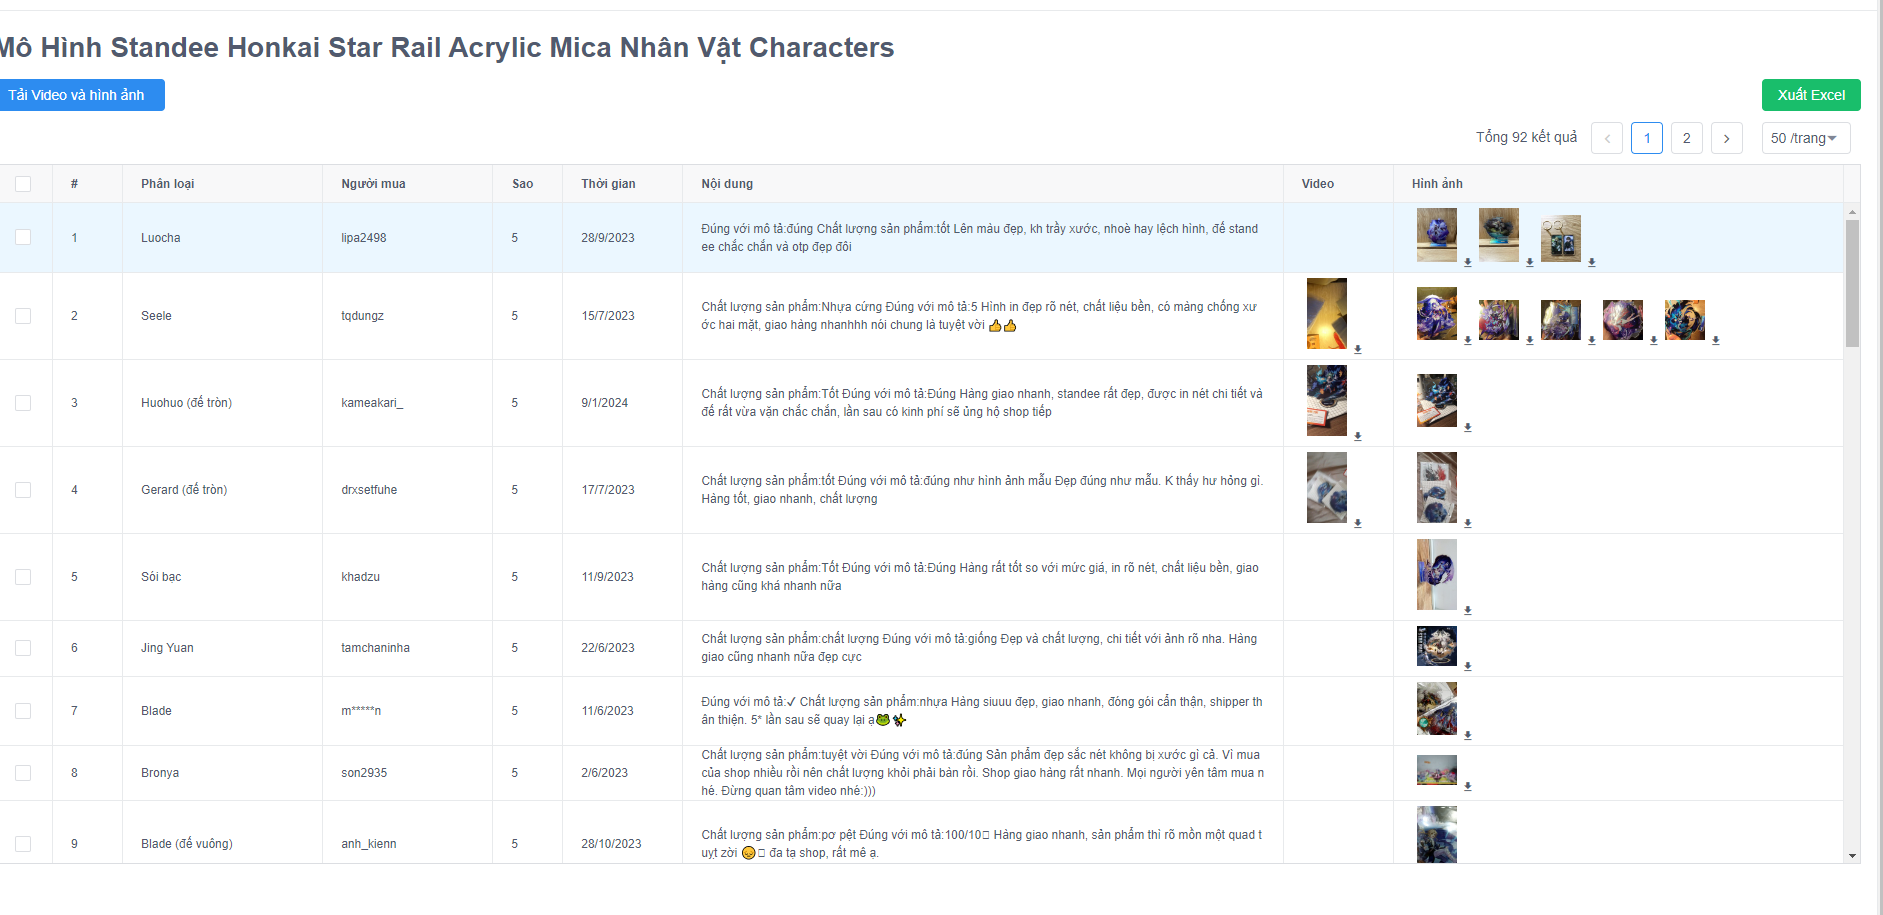 Mô Hình Standee Honkai Star Rail Acrylic Mica Nhân Vật Characters
Tải Video và hình ảnh
Xuất Excel
Tổng 92 kết quả < 1 2 > 50 /trang
# Phân loại Người mua Sao Thời gian Nội dung Video Hình ảnh
1 Luocha lipa2498 5 28/9/2023
Đúng với mô tả:đúng Chất lượng sản phẩm:tốt Lên màu đẹp, kh trầy xước, nhoè hay lệch hình, đế stand
ee chắc chắn và otp đẹp đôi
2 Seele tqdungz 5 15/7/2023
Chất lượng sản phẩm:Nhựa cứng Đúng với mô tả:5 Hình in đẹp rõ nét, chất liệu bền, có màng chống xư
ớc hai mặt, giao hàng nhanhhh nói chung là tuyệt vời 👍👍
3 Huohuo (đế tròn) kameakari_ 5 9/1/2024
Chất lượng sản phẩm:Tốt Đúng với mô tả:Đúng Hàng giao nhanh, standee rất đẹp, được in nét chi tiết và
đế rất vừa vặn chắc chắn, lần sau có kinh phí sẽ ủng hộ shop tiếp
4 Gerard (đế tròn) drxsetfuhe 5 17/7/2023
Chất lượng sản phẩm:tốt Đúng với mô tả:đúng như hình ảnh mẫu Đẹp đúng như mẫu. K thấy hư hỏng gì.
Hàng tốt, giao nhanh, chất lượng
5 Sói bạc khadzu 5 11/9/2023
Chất lượng sản phẩm:Tốt Đúng với mô tả:Đúng Hàng rất tốt so với mức giá, in rõ nét, chất liệu bền, giao
hàng cũng khá nhanh nữa
6 Jing Yuan tamchaninha 5 22/6/2023
Chất lượng sản phẩm:chất lượng Đúng với mô tả:giống Đẹp và chất lượng, chi tiết với ảnh rõ nha. Hàng
giao cũng nhanh nữa đẹp cực
7 Blade m*****n 5 11/6/2023
Đúng với mô tả:✓ Chất lượng sản phẩm:nhựa Hàng siuuu đẹp, giao nhanh, đóng gói cẩn thận, shipper th
ân thiện. 5* lần sau sẽ quay lại ạ🐸✨
8 Bronya son2935 5 2/6/2023
Chất lượng sản phẩm:tuyệt vời Đúng với mô tả:đúng Sản phẩm đẹp sắc nét không bị xước gì cả. Vì mua
của shop nhiều rồi nên chất lượng khỏi phải bàn rồi. Shop giao hàng rất nhanh. Mọi người yên tâm mua n
hé. Đừng quan tâm video nhé:)))
9 Blade (đế vuông) anh_kienn 5 28/10/2023
Chất lượng sản phẩm:pơ pệt Đúng với mô tả:100/10 Hàng giao nhanh, sản phẩm thì rõ mồn một quad t
uỵt zời 😊 đa tạ shop, rất mê ạ.